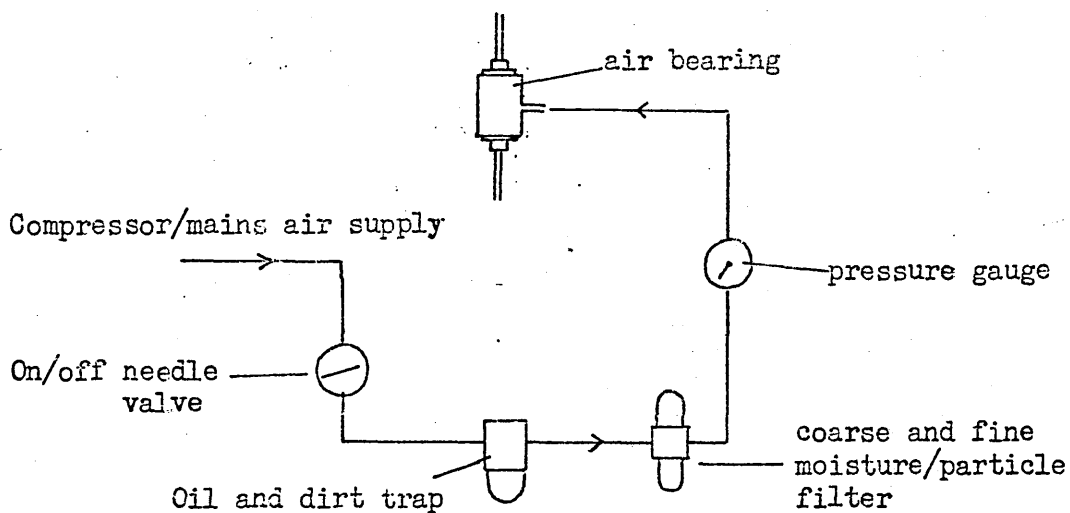 air bearing
Compressor/mains air supply
pressure gauge
On/off needle
valve
coarse and fine
moisture/particle
filter
Oil and dirt trap